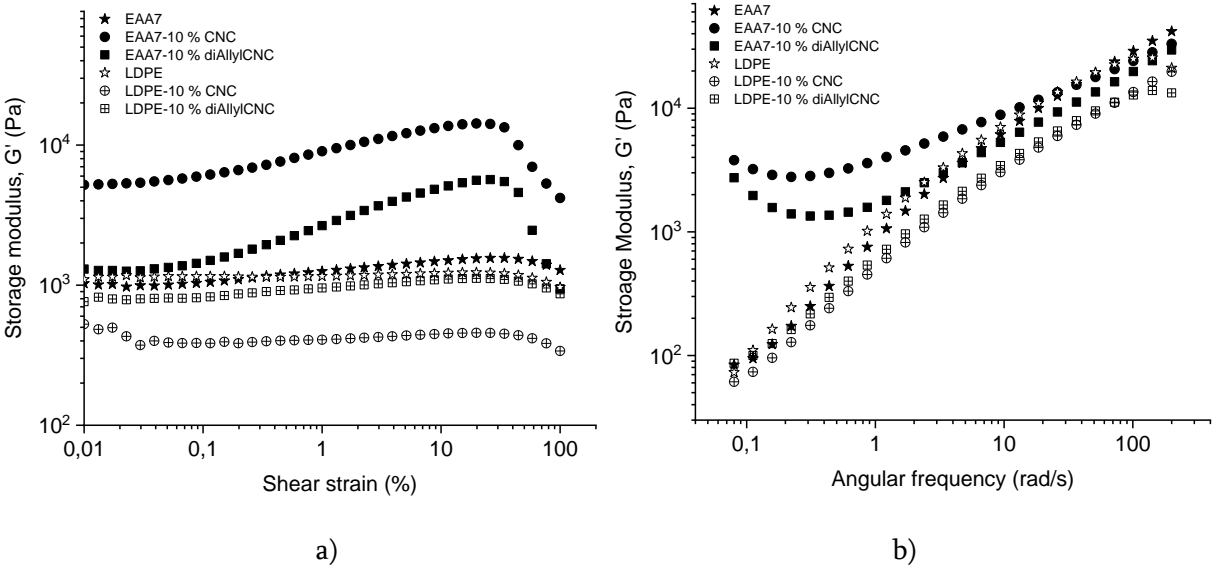 EAA7
EAA7-10 % CNC
EAA7-10 % diAllylCNC
LDPE
LDPE-10 % CNC
LDPE-10 % diAllylCNC
Storage modulus, G' (Pa)
10^4
10^3
10^2
0,01 0,1 1 10 100
Shear strain (%)
a)
EAA7
EAA7-10 % CNC
EAA7-10 % diAllylCNC
LDPE
LDPE-10 % CNC
LDPE-10 % diAllylCNC
Stroage Modulus, G' (Pa)
10^4
10^3
10^2
0,1 1 10 100
Angular frequency (rad/s)
b)